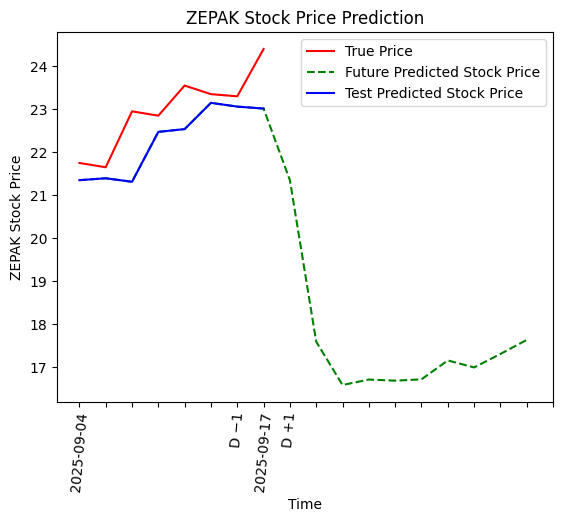 ZEPAK Stock Price Prediction
True Price
Future Predicted Stock Price
Test Predicted Stock Price
ZEPAK Stock Price
24
23
22
21
20
19
18
17
2025-09-04
D −1
2025-09-17
D +1
Time